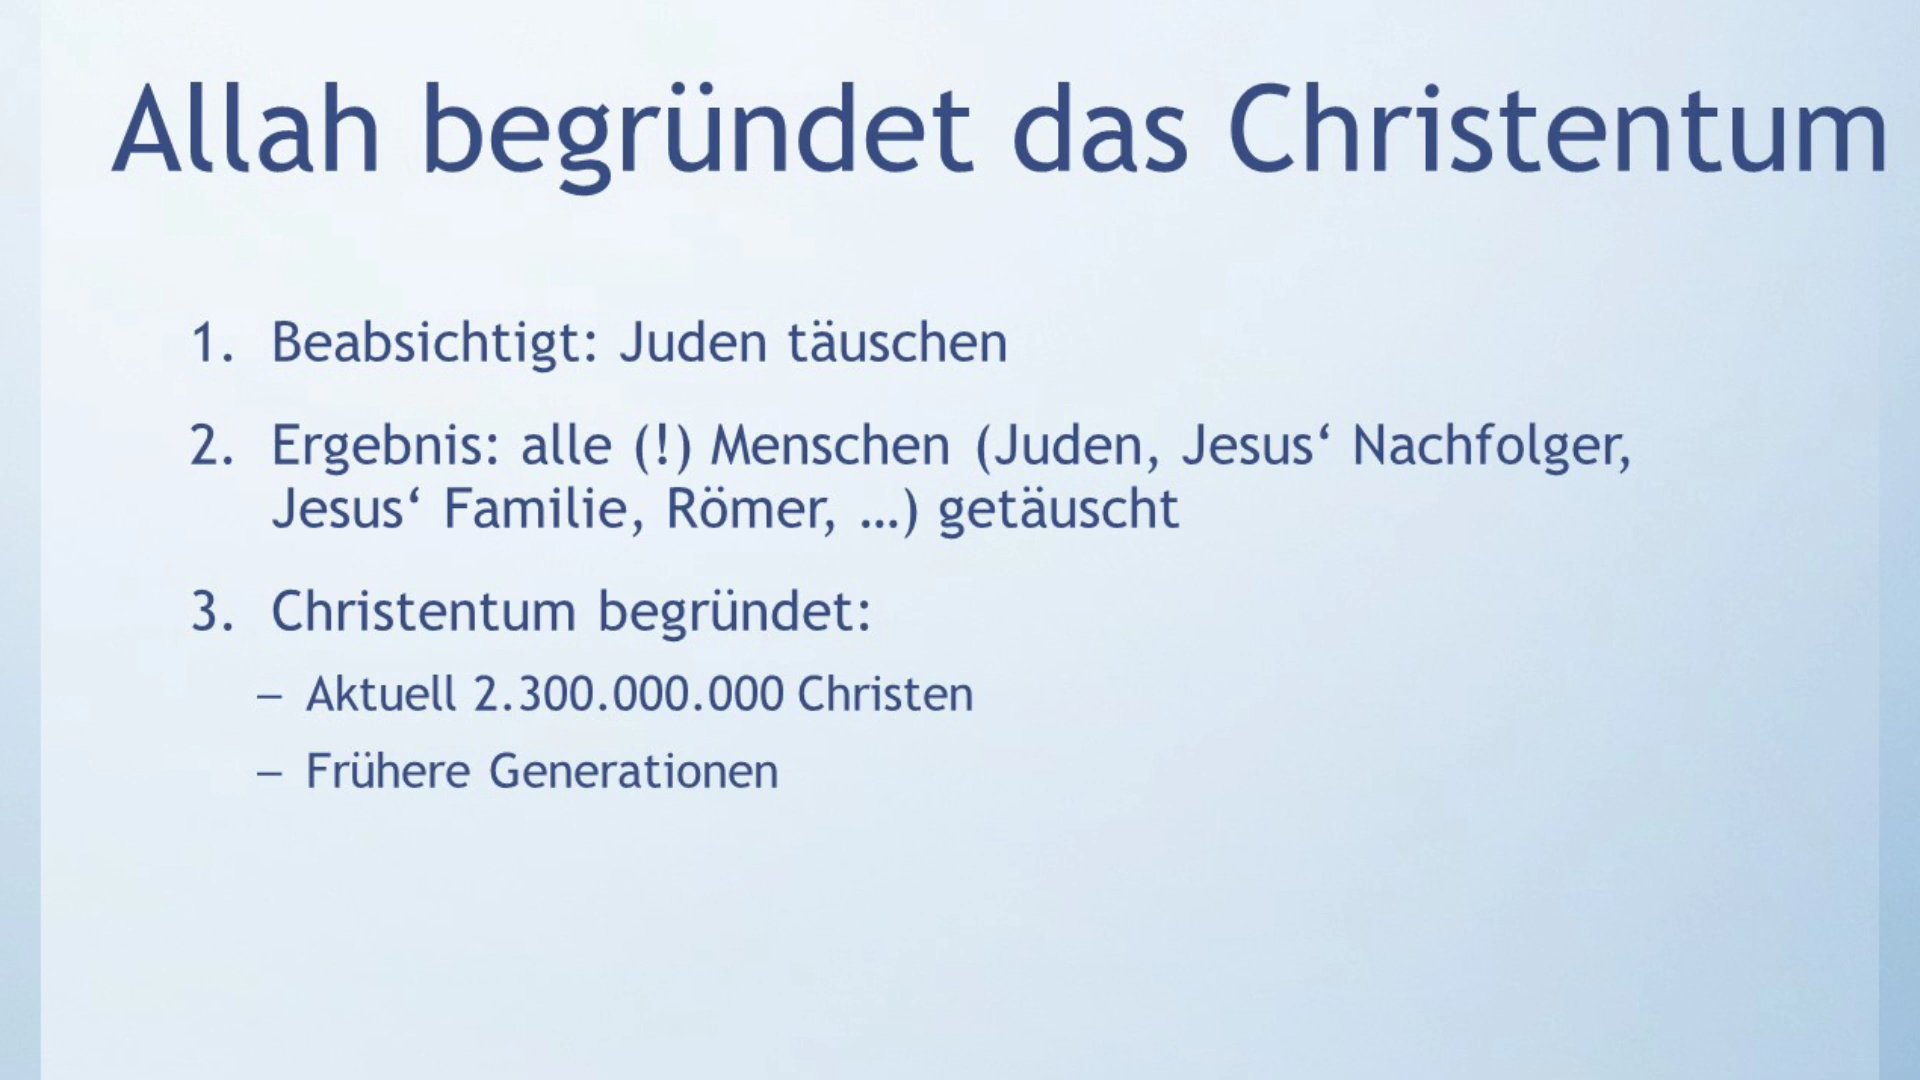 Allah begründet das Christentum
1. Beabsichtigt: Juden täuschen
2. Ergebnis: alle (!) Menschen (Juden, Jesus‘ Nachfolger,
Jesus‘ Familie, Römer, …) getäuscht
3. Christentum begründet:
– Aktuell 2.300.000.000 Christen
– Frühere Generationen